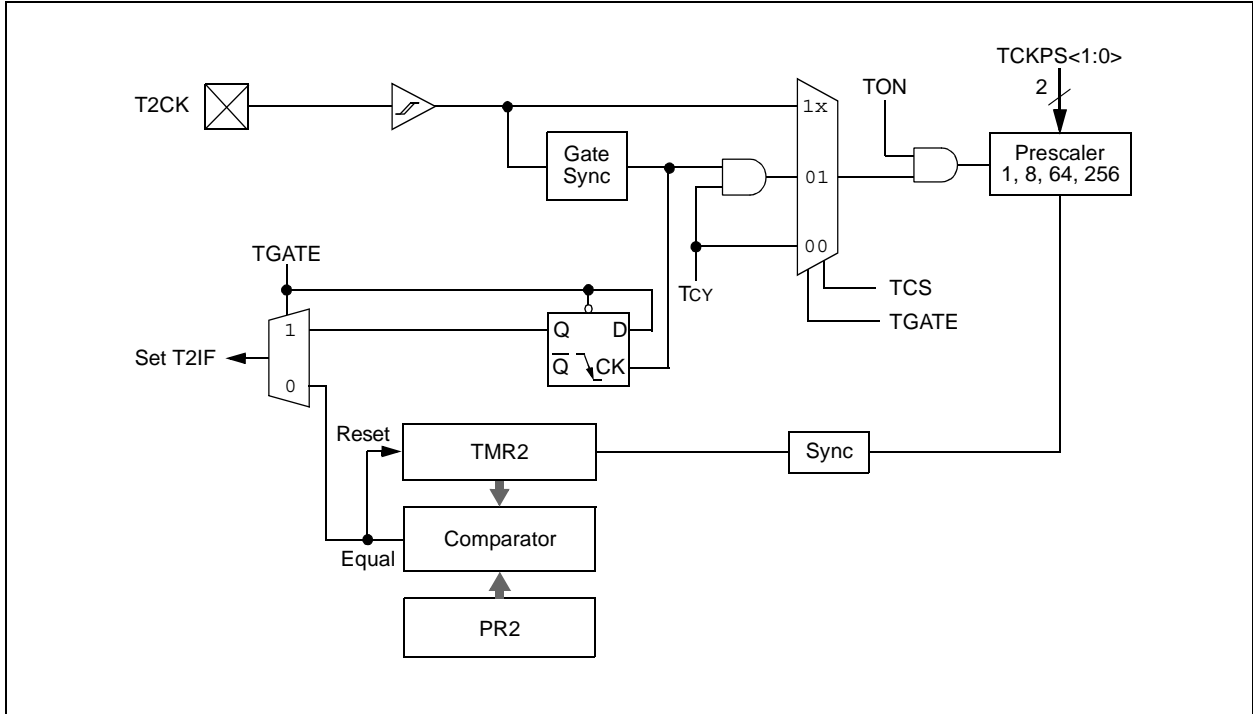 TCKPS<1:0>
2
T2CK
TON
1x
Gate
Sync
Prescaler
1, 8, 64, 256
01
TGATE
00
TCY
TCS
TGATE
1
Q D
Set T2IF
Q CK
0
Reset
TMR2
Sync
Equal
Comparator
PR2